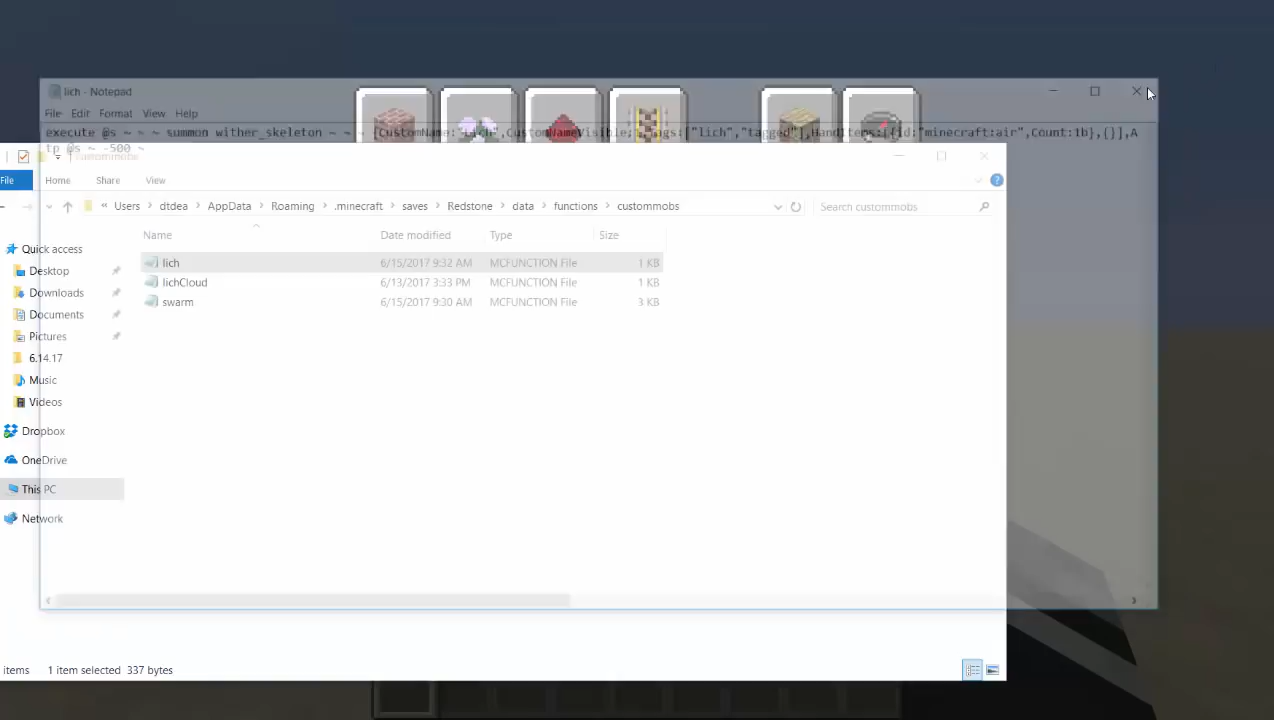 lich - Notepad
File Edit Format View Help
execute @s ~ ~ ~ summon wither_skeleton ~ ~ ~ {CustomName:"Lich",CustomNameVisible: Tags:["lich","tagged"],HandItems:[{id:"minecraft:air",Count:1b},{}],A
tp @s ~ -500 ~
custommobs
File Home Share View
« Users > dtdea > AppData > Roaming > .minecraft > saves > Redstone > data > functions > custommobs
Search custommobs
Name Date modified Type Size
lich 6/15/2017 9:32 AM MCFUNCTION File 1 KB
lichCloud 6/13/2017 3:33 PM MCFUNCTION File 1 KB
swarm 6/15/2017 9:30 AM MCFUNCTION File 3 KB
Quick access
Desktop
Downloads
Documents
Pictures
6.14.17
Music
Videos
Dropbox
OneDrive
This PC
Network
items 1 item selected 337 bytes